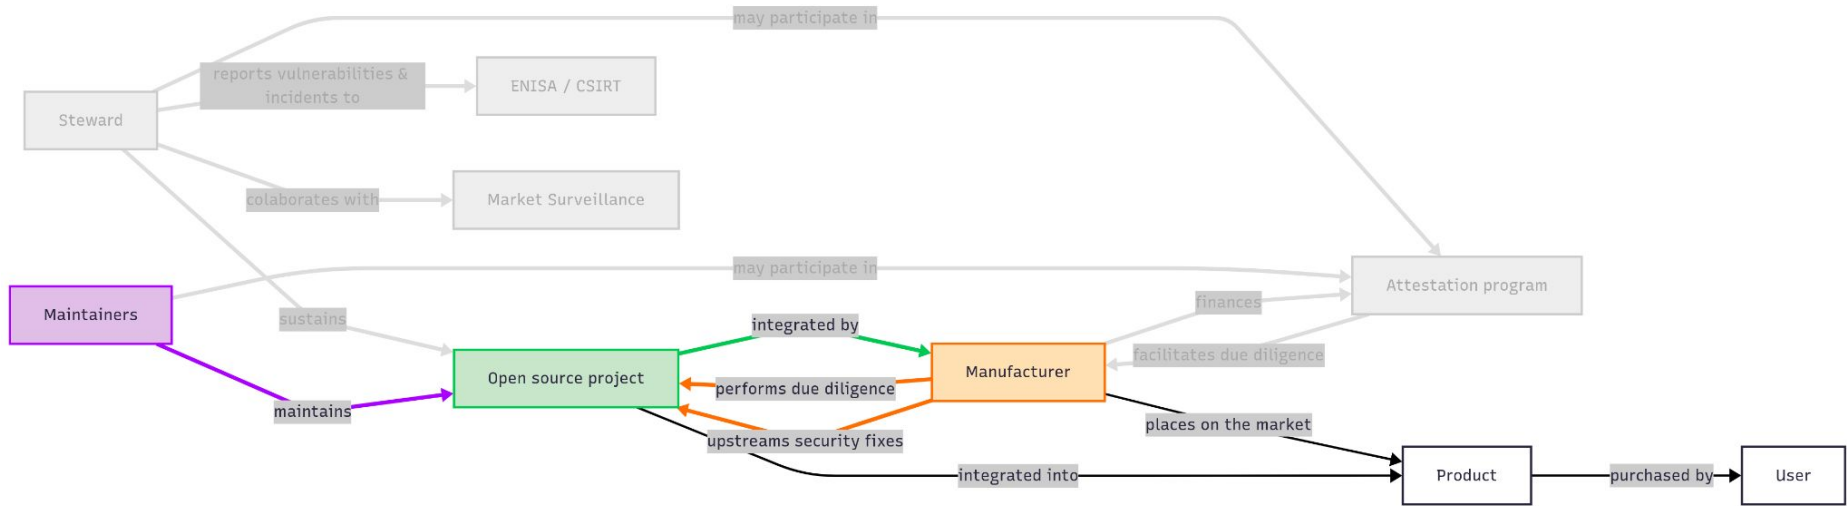 may participate in
reports vulnerabilities &
incidents to
ENISA / CSIRT
Steward
colaborates with
Market Surveillance
may participate in
Attestation program
Maintainers
finances
sustains
integrated by
facilitates due diligence
Open source project
Manufacturer
performs due diligence
maintains
places on the market
upstreams security fixes
integrated into
Product
purchased by
User